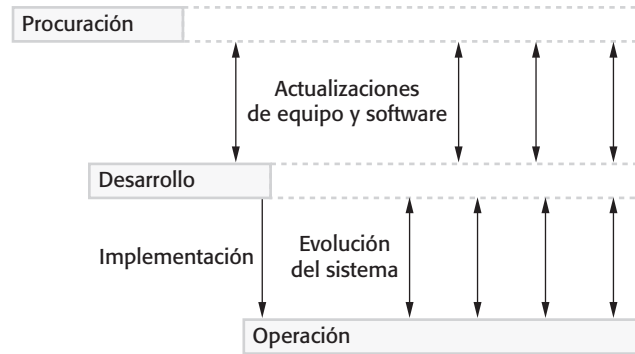 Procuración
Actualizaciones
de equipo y software
Desarrollo
Implementación
Evolución
del sistema
Operación